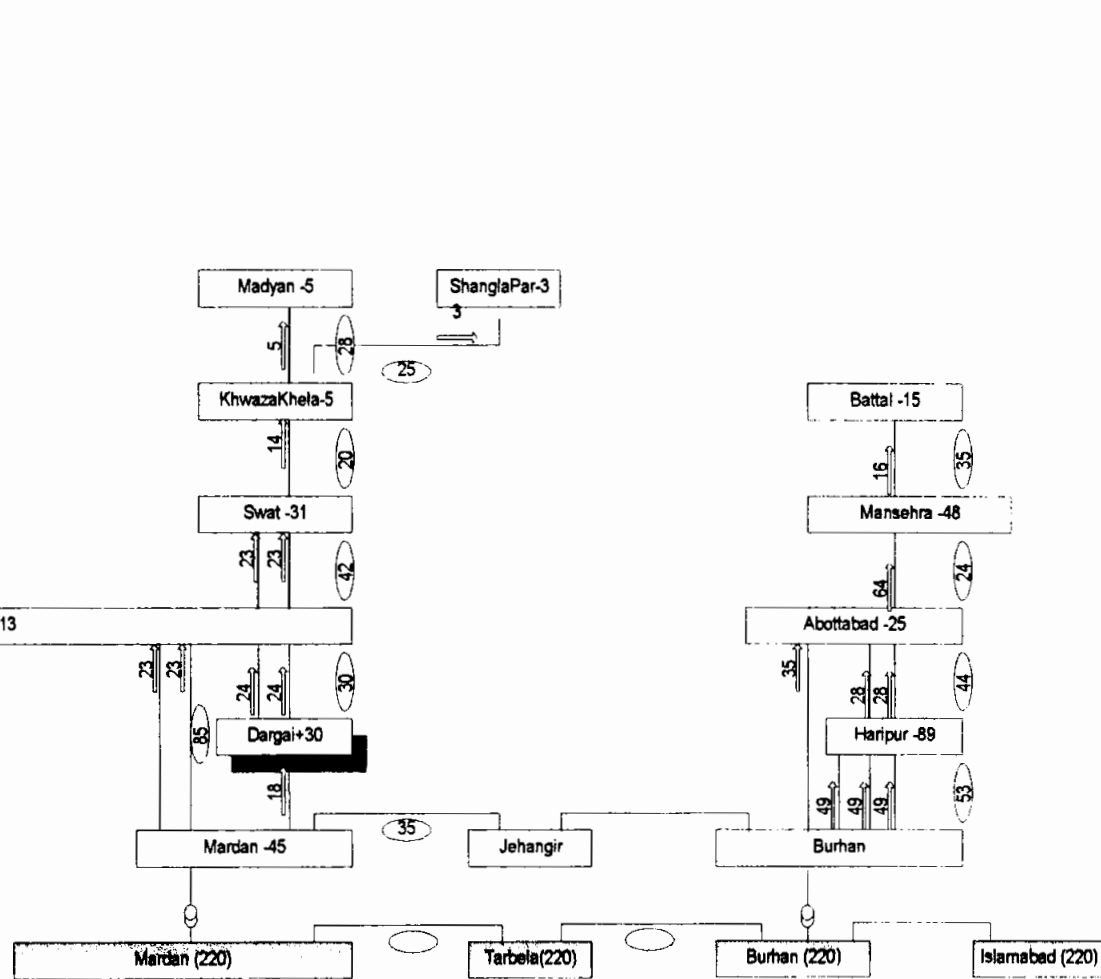 Madyan -5
ShanglaPar-3
3
5
28
25
KhwazaKhela-5
Battal -15
14
20
16
35
Swat -31
Mansehra -48
23
23
42
64
24
13
Abottabad -25
23
23
24
24
30
35
28
28
44
85
Dargai+30
Haripur -89
18
49
49
49
53
35
Mardan -45
Jehangir
Burhan
Mardan (220)
Tarbela(220)
Burhan (220)
Islamabad (220)